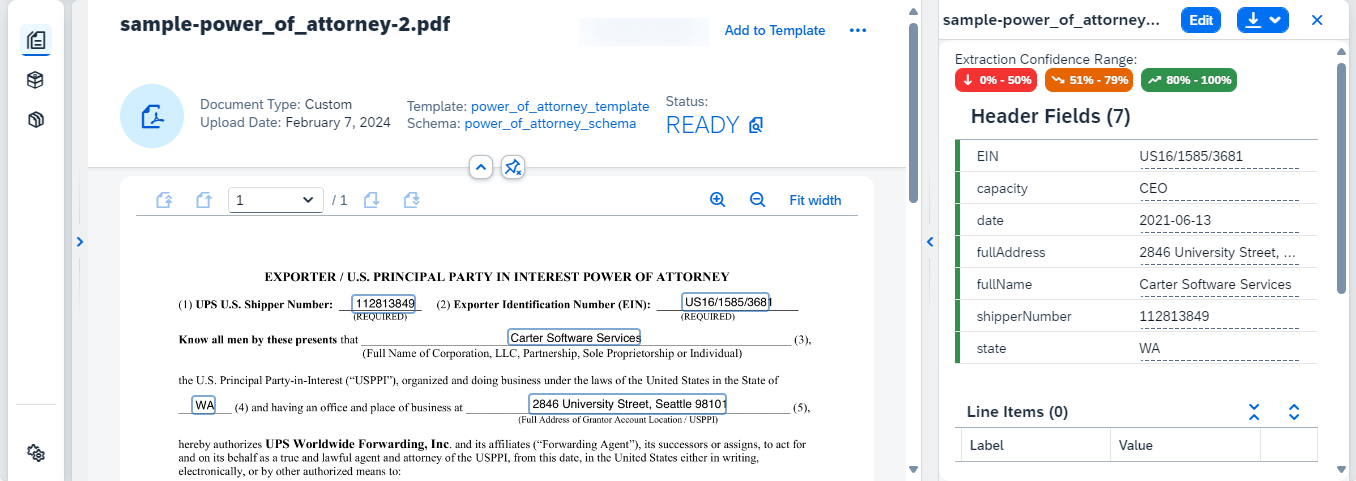 sample-power_of_attorney-2.pdf
Add to Template
Document Type: Custom
Upload Date: February 7, 2024
Template: power_of_attorney_template
Schema: power_of_attorney_schema
Status:
READY
1
/ 1
Fit width
EXPORTER / U.S. PRINCIPAL PARTY IN INTEREST POWER OF ATTORNEY
(1) UPS U.S. Shipper Number: 112813849 (2) Exporter Identification Number (EIN): US16/1585/3681
(REQUIRED) (REQUIRED)
Know all men by these presents that Carter Software Services (3),
(Full Name of Corporation, LLC, Partnership, Sole Proprietorship or Individual)
the U.S. Principal Party-in-Interest (“USPPI”), organized and doing business under the laws of the United States in the State of
WA (4) and having an office and place of business at 2846 University Street, Seattle 98101 (5),
(Full Address of Grantor Account Location / USPPI)
hereby authorizes UPS Worldwide Forwarding, Inc. and its affiliates (“Forwarding Agent”), its successors or assigns, to act for
and on its behalf as a true and lawful agent and attorney of the USPPI, from this date, in the United States either in writing,
electronically, or by other authorized means to:
sample-power_of_attorney...
Edit
Extraction Confidence Range:
0% - 50% 51% - 79% 80% - 100%
Header Fields (7)
EIN US16/1585/3681
capacity CEO
date 2021-06-13
fullAddress 2846 University Street, ...
fullName Carter Software Services
shipperNumber 112813849
state WA
Line Items (0)
Label Value